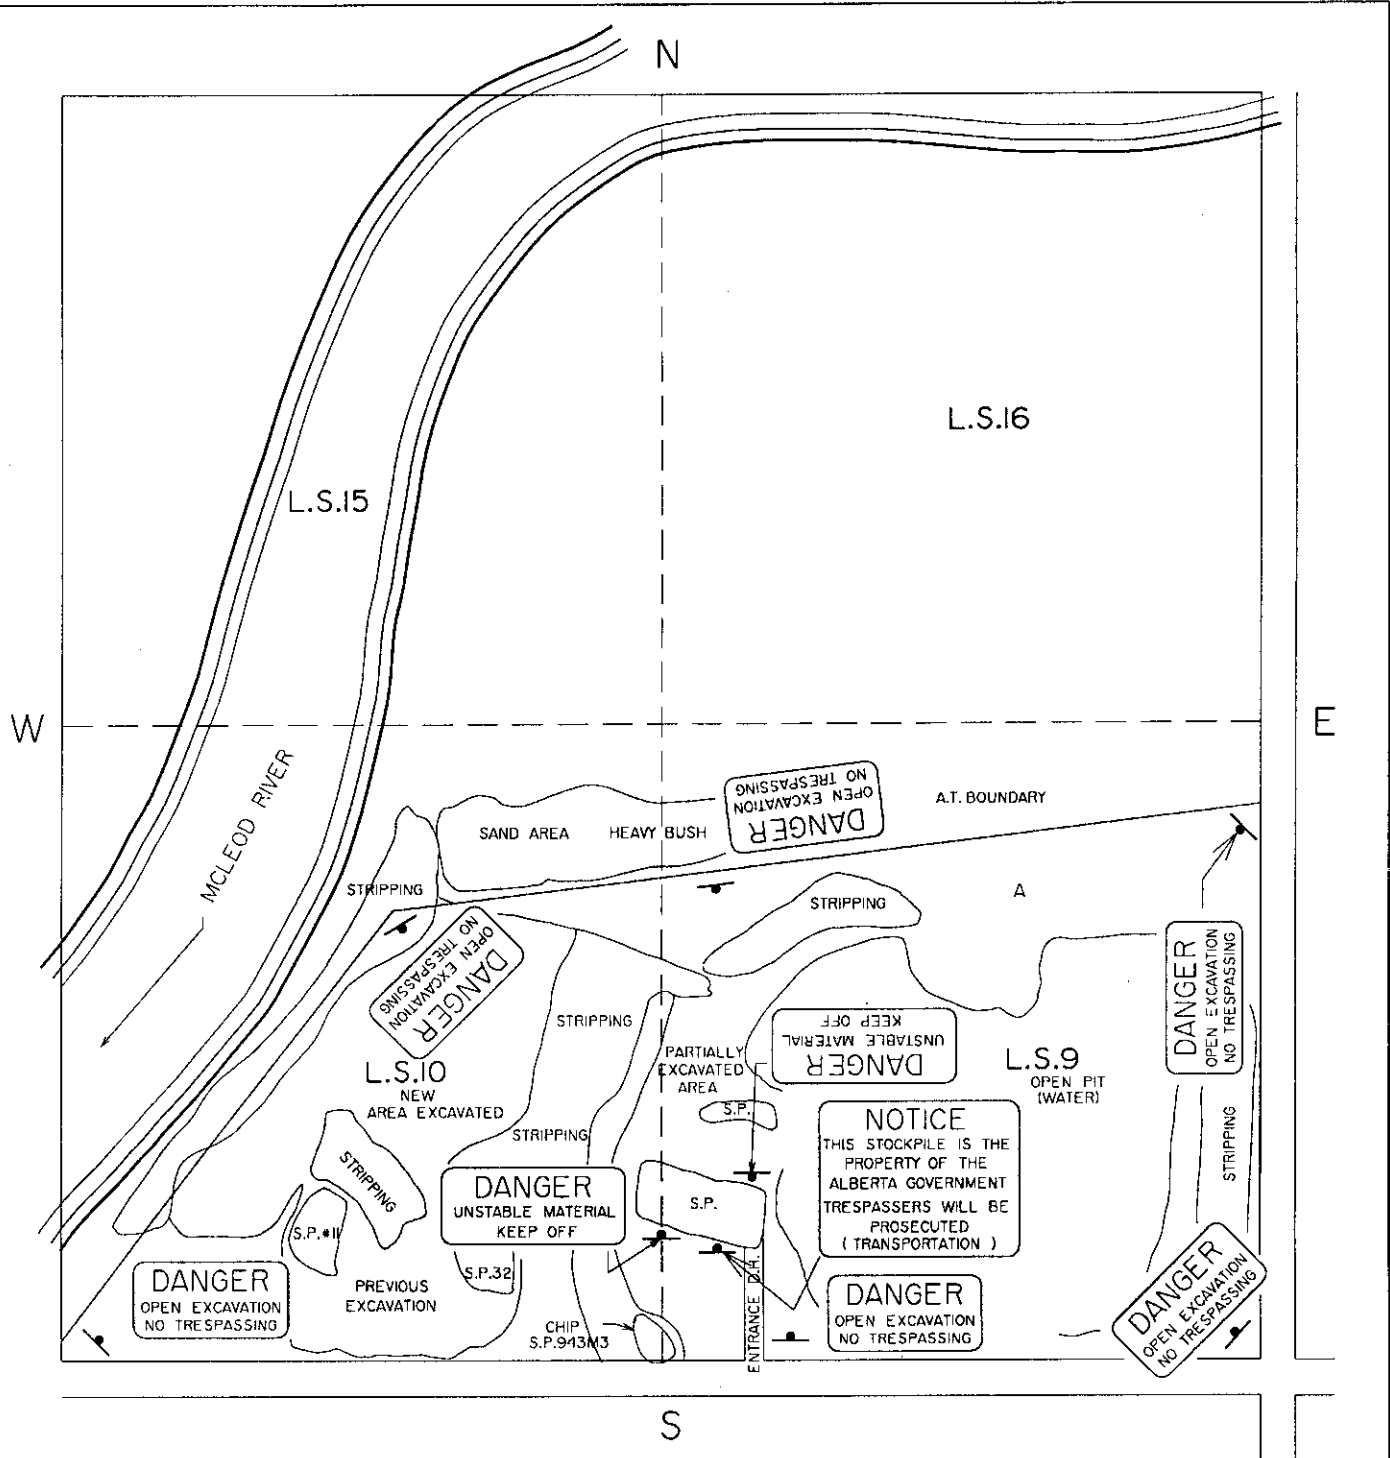 N
L.S.16
L.S.15
W
E
MCLEOD RIVER
DANGER
OPEN EXCAVATION
NO TRESPASSING
A.T. BOUNDARY
SAND AREA
HEAVY BUSH
STRIPPING
STRIPPING
A
DANGER
OPEN EXCAVATION
NO TRESPASSING
DANGER
OPEN EXCAVATION
NO TRESPASSING
STRIPPING
DANGER
UNSTABLE MATERIAL
KEEP OFF
PARTIALLY
EXCAVATED
AREA
L.S.9
OPEN PIT
(WATER)
L.S.10
NEW
AREA EXCAVATED
S.P.
NOTICE
THIS STOCKPILE IS THE
PROPERTY OF THE
ALBERTA GOVERNMENT
TRESPASSERS WILL BE
PROSECUTED
( TRANSPORTATION )
STRIPPING
STRIPPING
STRIPPING
DANGER
UNSTABLE MATERIAL
KEEP OFF
S.P.
S.P.#11
S.P.32
DANGER
OPEN EXCAVATION
NO TRESPASSING
PREVIOUS
EXCAVATION
CHIP
S.P.943M3
ENTRANCE D.H.
DANGER
OPEN EXCAVATION
NO TRESPASSING
DANGER
OPEN EXCAVATION
NO TRESPASSING
S